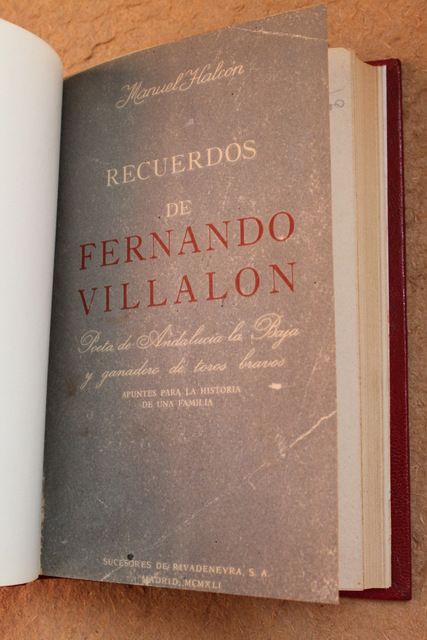 Manuel Halcón
RECUERDOS
DE
FERNANDO
VILLALON
Poeta de Andalucía la Baja
y ganadero de toros bravos
APUNTES PARA LA HISTORIA
DE UNA FAMILIA
SUCESORES DE RIVADENEYRA, S. A.
MADRID, MCMXLI